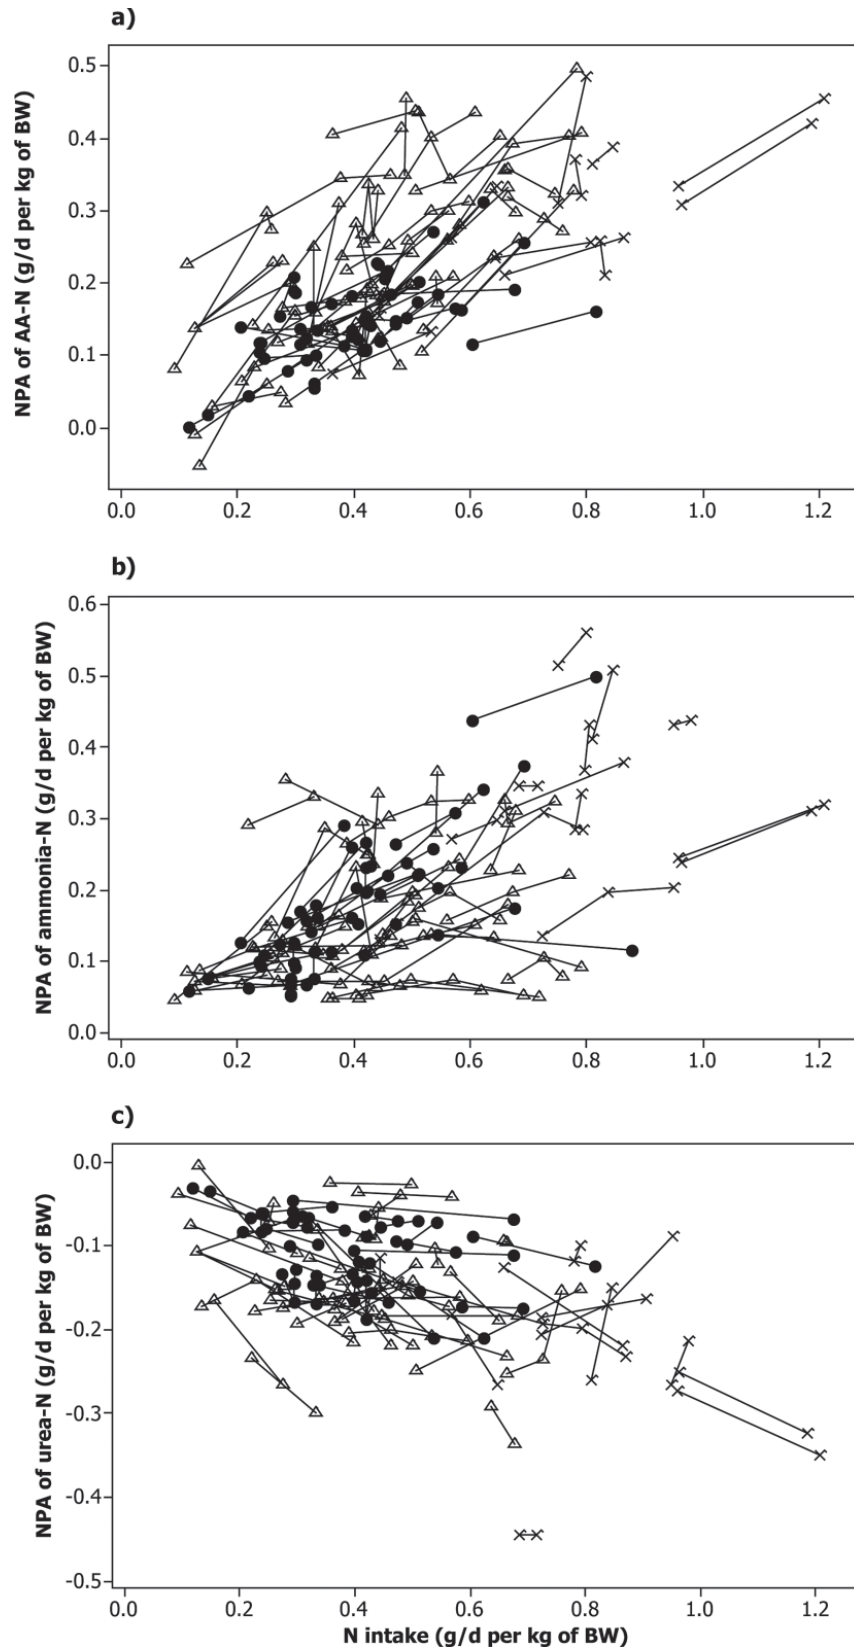 a)
NPA of AA-N (g/d per kg of BW)
0.5
0.4
0.3
0.2
0.1
0.0
0.0 0.2 0.4 0.6 0.8 1.0 1.2
b)
NPA of ammonia-N (g/d per kg of BW)
0.6
0.5
0.4
0.3
0.2
0.1
0.0
0.0 0.2 0.4 0.6 0.8 1.0 1.2
c)
NPA of urea-N (g/d per kg of BW)
0.0
-0.1
-0.2
-0.3
-0.4
-0.5
0.0 0.2 0.4 0.6 0.8 1.0 1.2
N intake (g/d per kg of BW)